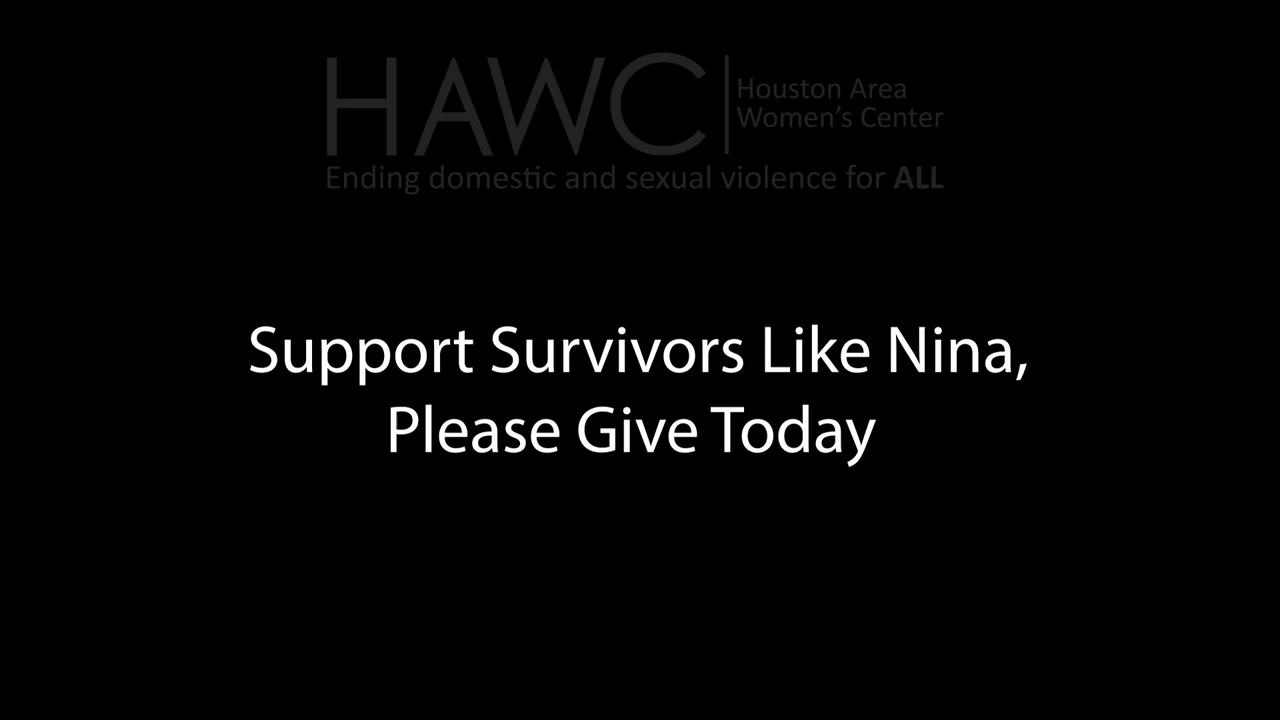 HAWC
Houston Area
Women's Center
Ending domestic and sexual violence for ALL
Support Survivors Like Nina,
Please Give Today